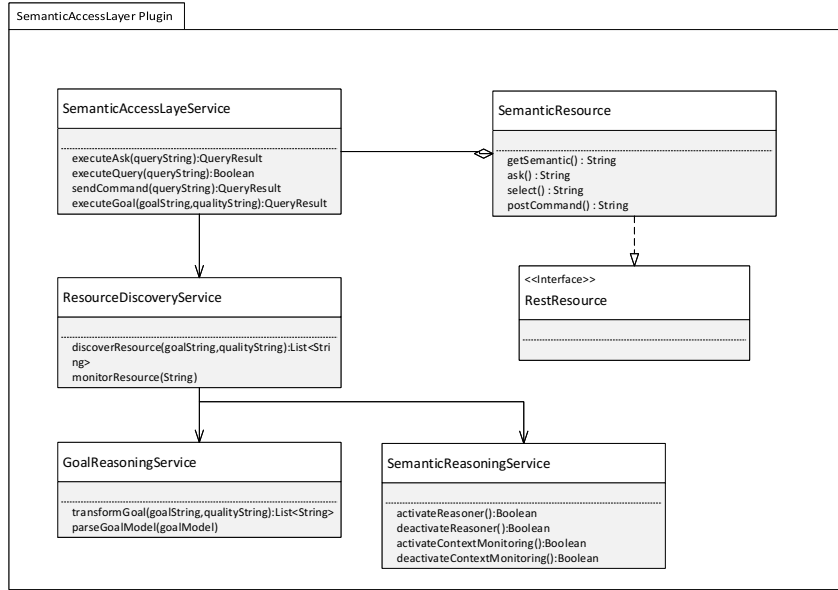 SemanticAccessLayer Plugin
SemanticAccessLayeService
executeAsk(queryString):QueryResult
executeQuery(queryString):Boolean
sendCommand(queryString):QueryResult
executeGoal(goalString,qualityString):QueryResult
SemanticResource
getSemantic() : String
ask() : String
select() : String
postCommand() : String
<<Interface>>
RestResource
ResourceDiscoveryService
discoverResource(goalString,qualityString):List<Stri
ng>
monitorResource(String)
GoalReasoningService
transformGoal(goalString,qualityString):List<String>
parseGoalModel(goalModel)
SemanticReasoningService
activateReasoner():Boolean
deactivateReasoner():Boolean
activateContextMonitoring():Boolean
deactivateContextMonitoring():Boolean